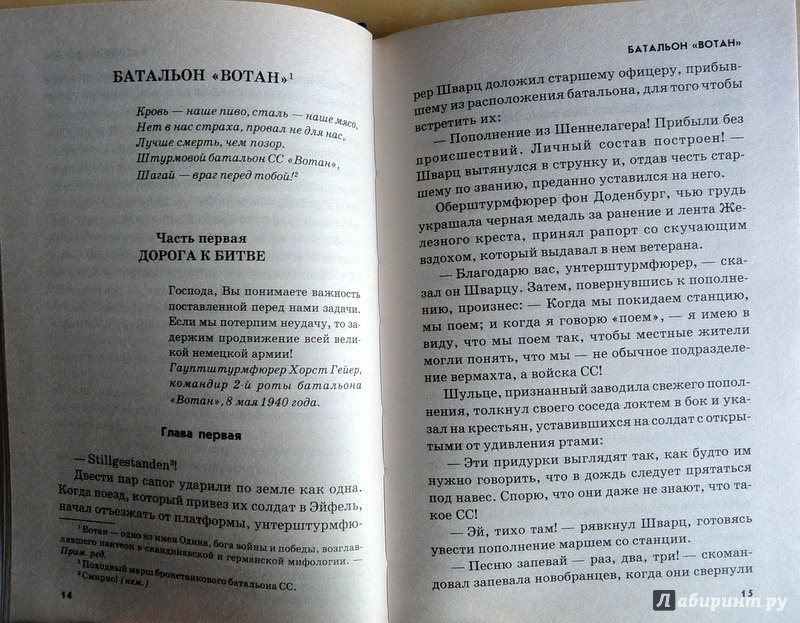 БАТАЛЬОН «ВОТАН»¹
Кровь — наше пиво, сталь — наше мясо,
Нет в нас страха, провал не для нас,
Лучше смерть, чем позор.
Штурмовой батальон СС «Вотан»,
Шагай — враг перед тобой!²
Часть первая
ДОРОГА К БИТВЕ
Господа, Вы понимаете важность
поставленной перед нами задачи.
Если мы потерпим неудачу, то за-
держим продвижение всей вели-
кой немецкой армии!
Гауптштурмфюрер Хорст Гейер,
командир 2-й роты батальона
«Вотан», 8 мая 1940 года.
Глава первая
— Stillgestanden³!
Двести пар сапог ударили по земле как одна.
Когда поезд, который привез их солдат в Эйфель,
начал отъезжать от платформы, унтерштурмфю-
¹ Вотан — одно из имен Одина, бога войны и победы, возглав-
лявшего пантеон в скандинавской и германской мифологии. —
Прим. ред.
² Походный марш бронетанкового батальона СС.
³ Смирно! (нем.)
14
БАТАЛЬОН «ВОТАН»
рер Шварц доложил старшему офицеру, прибыв-
шему из расположения батальона, для того чтобы
встретить их:
— Пополнение из Шеннелагера! Прибыли без
происшествий. Личный состав построен! —
Шварц вытянулся в струнку и, отдав честь стар-
шему по званию, преданно уставился на него.
Оберштурмфюрер фон Доденбург, чью грудь
украшала черная медаль за ранение и лента Же-
лезного креста, принял рапорт со скучающим
вздохом, который выдавал в нем ветерана.
— Благодарю вас, унтерштурмфюрер, — ска-
зал он Шварцу. Затем, повернувшись к пополне-
нию, произнес: — Когда мы покидаем станцию,
мы поем; и когда я говорю «поем», — я имею в
виду, что мы поем так, чтобы местные жители
могли понять, что мы — не обычное подразделе-
ние вермахта, а войска СС!
Шульце, признанный заводила свежего попол-
нения, толкнул своего соседа локтем в бок и ука-
зал на крестьян, уставившихся на солдат с откры-
тыми от удивления ртами:
— Эти придурки выглядят так, как будто им
нужно говорить, что в дождь следует прятаться
под навес. Спорю, что они даже не знают, что та-
кое СС!
— Эй, тихо там! — рявкнул Шварц, готовясь
увести пополнение маршем со станции.
— Песню запевай — раз, два, три! — скоман-
довал запевала новобранцев, когда они свернули
15
Лабиринт.ру